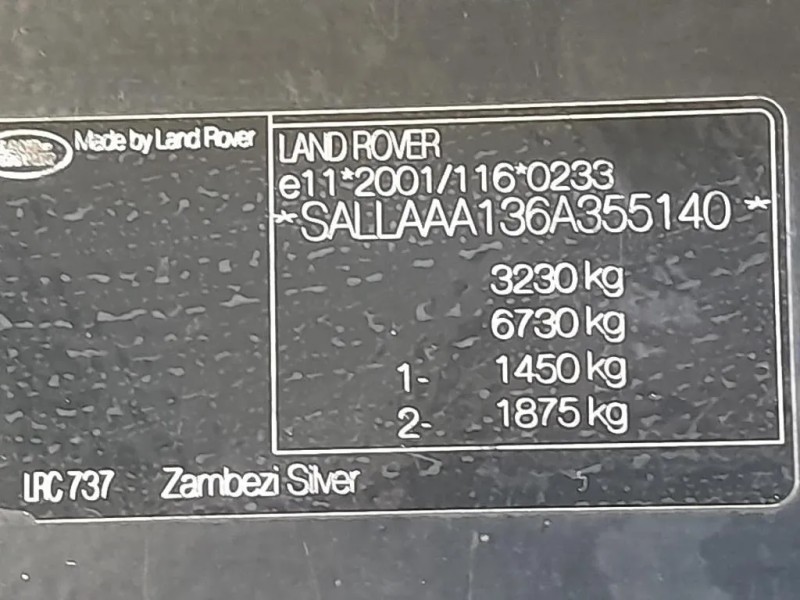 Made by Land Rover
LAND ROVER
e11*2001/116*0233
*SALLAAA136A355140*
3230 kg
6730 kg
1- 1450 kg
2- 1875 kg
LRC 737 Zambezi Silver